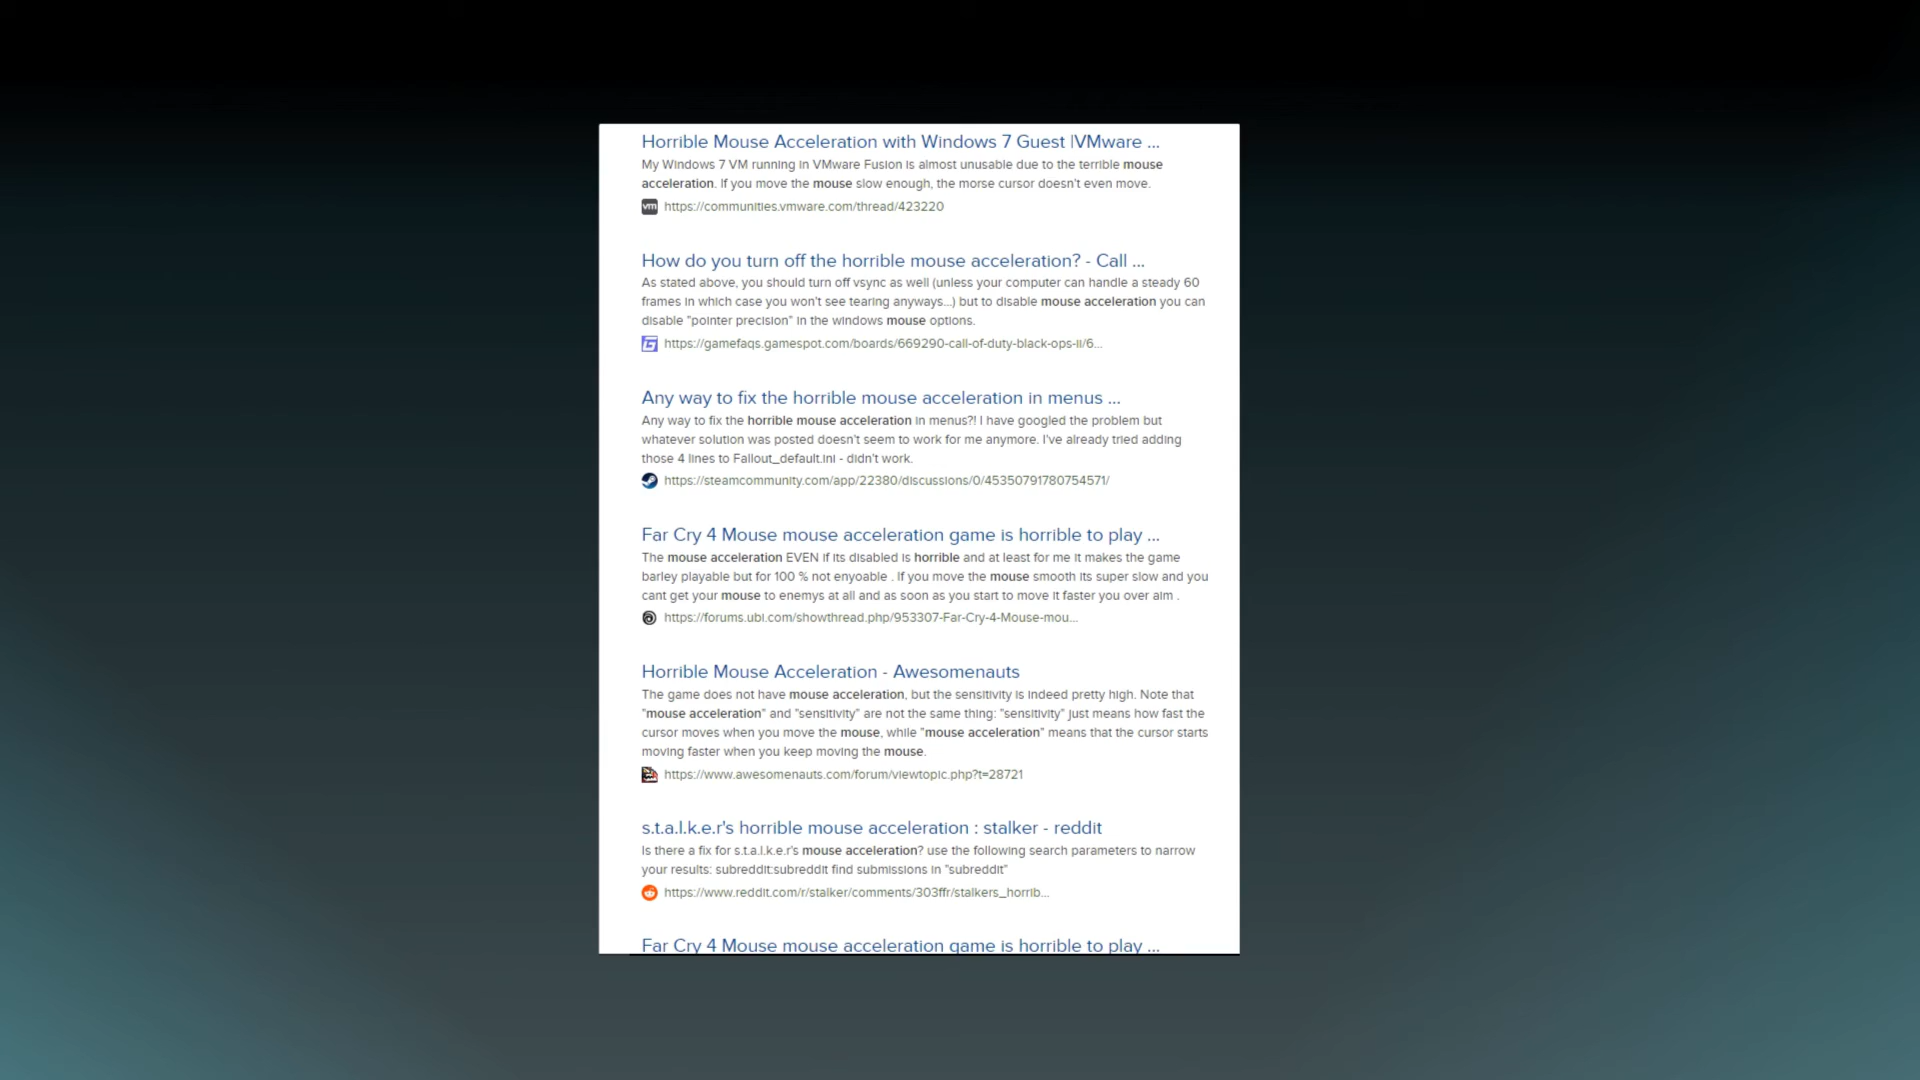 Horrible Mouse Acceleration with Windows 7 Guest |VMware ...
My Windows 7 VM running in VMware Fusion is almost unusable due to the terrible mouse
acceleration. If you move the mouse slow enough, the morse cursor doesn't even move.
vm https://communities.vmware.com/thread/423220
How do you turn off the horrible mouse acceleration? - Call ...
As stated above, you should turn off vsync as well (unless your computer can handle a steady 60
frames in which case you won't see tearing anyways...) but to disable mouse acceleration you can
disable "pointer precision" in the windows mouse options.
https://gamefaqs.gamespot.com/boards/669290-call-of-duty-black-ops-ii/6...
Any way to fix the horrible mouse acceleration in menus ...
Any way to fix the horrible mouse acceleration in menus?! I have googled the problem but
whatever solution was posted doesn't seem to work for me anymore. I've already tried adding
those 4 lines to Fallout_default.ini - didn't work.
https://steamcommunity.com/app/22380/discussions/0/45350791780754571/
Far Cry 4 Mouse mouse acceleration game is horrible to play ...
The mouse acceleration EVEN if its disabled is horrible and at least for me it makes the game
barley playable but for 100 % not enyoable . If you move the mouse smooth its super slow and you
cant get your mouse to enemys at all and as soon as you start to move it faster you over aim .
https://forums.ubi.com/showthread.php/953307-Far-Cry-4-Mouse-mou...
Horrible Mouse Acceleration - Awesomenauts
The game does not have mouse acceleration, but the sensitivity is indeed pretty high. Note that
"mouse acceleration" and "sensitivity" are not the same thing: "sensitivity" just means how fast the
cursor moves when you move the mouse, while "mouse acceleration" means that the cursor starts
moving faster when you keep moving the mouse.
https://www.awesomenauts.com/forum/viewtopic.php?t=28721
s.t.a.l.k.e.r's horrible mouse acceleration : stalker - reddit
Is there a fix for s.t.a.l.k.e.r's mouse acceleration? use the following search parameters to narrow
your results: subreddit:subreddit find submissions in "subreddit"
https://www.reddit.com/r/stalker/comments/303ffr/stalkers_horrib...
Far Cry 4 Mouse mouse acceleration game is horrible to play ...